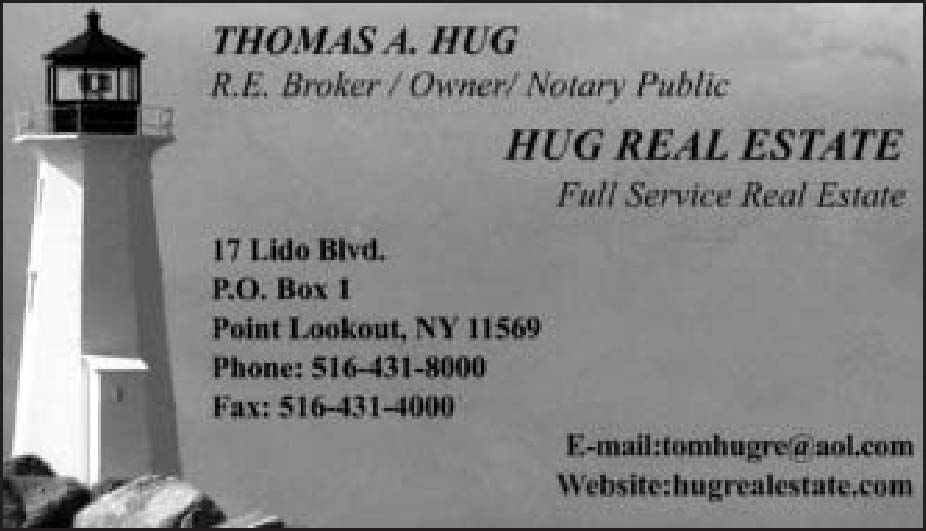 THOMAS A. HUG
R.E. Broker / Owner/ Notary Public
HUG REAL ESTATE
Full Service Real Estate
17 Lido Blvd.
P.O. Box 1
Point Lookout, NY 11569
Phone: 516-431-8000
Fax: 516-431-4000
E-mail:tomhugre@aol.com
Website:hugrealestate.com